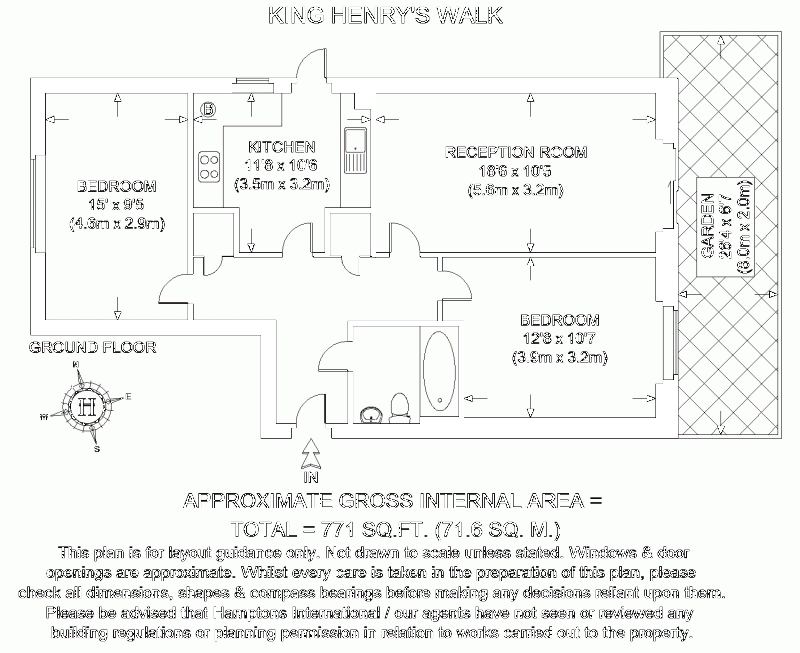 KING HENRY'S WALK
B
KITCHEN
11'6 x 10'6
(3.5m x 3.2m)
RECEPTION ROOM
18'6 x 10'5
(5.6m x 3.2m)
BEDROOM
15' x 9'5
(4.6m x 2.9m)
GARDEN
26'4 x 6'7
(8.0m x 2.0m)
BEDROOM
12'8 x 10'7
(3.9m x 3.2m)
GROUND FLOOR
N
E
H
W
S
IN
APPROXIMATE GROSS INTERNAL AREA =
TOTAL = 771 SQ.FT. (71.6 SQ. M.)
This plan is for layout guidance only. Not drawn to scale unless stated. Windows & door
openings are approximate. Whilst every care is taken in the preparation of this plan, please
check all dimensions, shapes & compass bearings before making any decisions reliant upon them.
Please be advised that Hamptons International / our agents have not seen or reviewed any
building regulations or planning permission in relation to works carried out to the property.